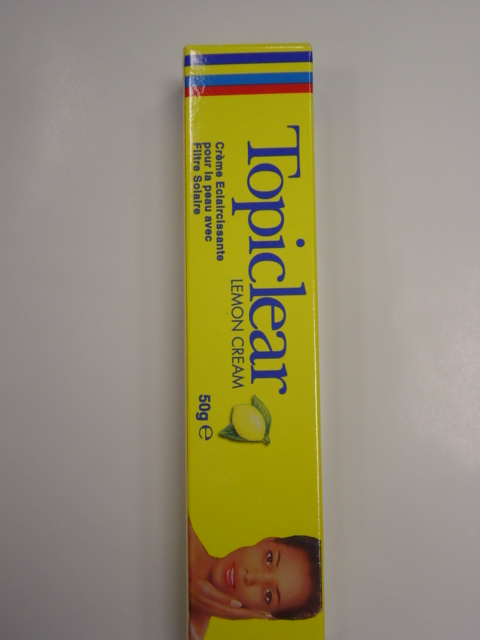 Topiclear
LEMON CREAM
Crème Eclaircissante
pour la peau avec
Filtre Solaire
50g ℮